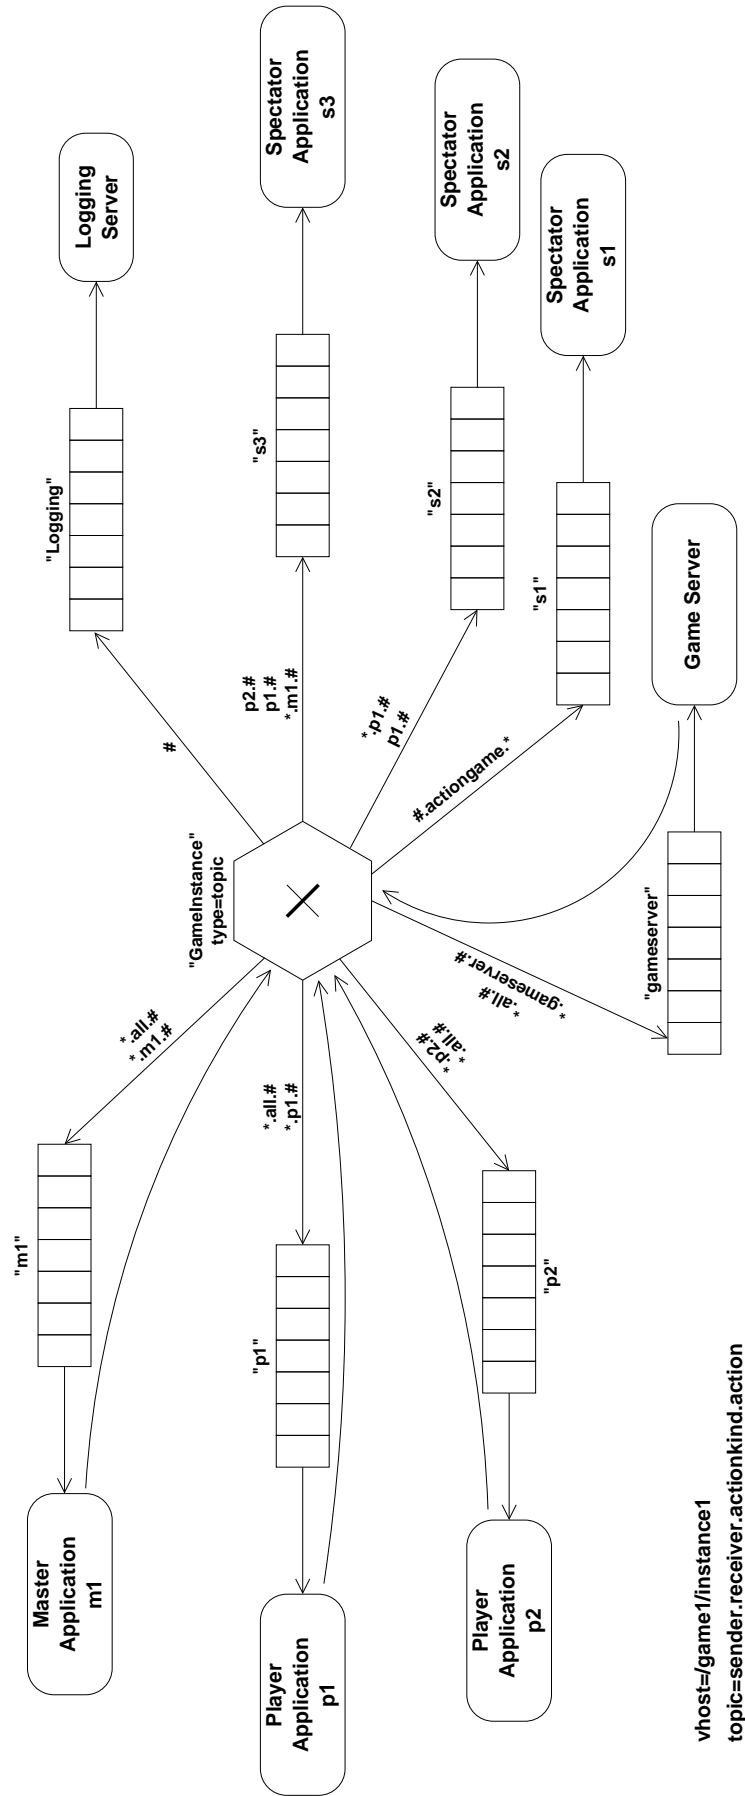 Logging
Server
"Logging"
#
Spectator
Application
s3
"s3"
p2.#
p1.#
*.m1.#
Spectator
Application
s2
"s2"
*.p1.#
p1.#
Spectator
Application
s1
"s1"
#.actiongame.*
Game Server
"gameserver"
*.gameserver.#
*.all.#
"GameInstance"
type=topic
*.all.#
*.m1.#
"m1"
Master
Application
m1
*.all.#
*.p1.#
"p1"
Player
Application
p1
*.all.#
*.p2.#
"p2"
Player
Application
p2
vhost=/game1/instance1
topic=sender.receiver.actionkind.action